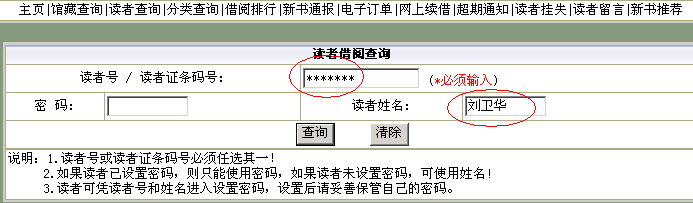 主页|馆藏查询|读者查询|分类查询|借阅排行|新书通报|电子订单|网上续借|超期通知|读者挂失|读者留言|新书推荐
读者借阅查询
读者号 / 读者证条码号： ******* (*必须输入)
密 码： 读者姓名： 刘卫华
查询 清除
说明：1.读者号或读者证条码号必须任选其一！
2.如果读者已设置密码，则只能使用密码，如果读者未设置密码，可使用姓名！
3.读者可凭读者号和姓名进入设置密码，设置后请妥善保管自己的密码。